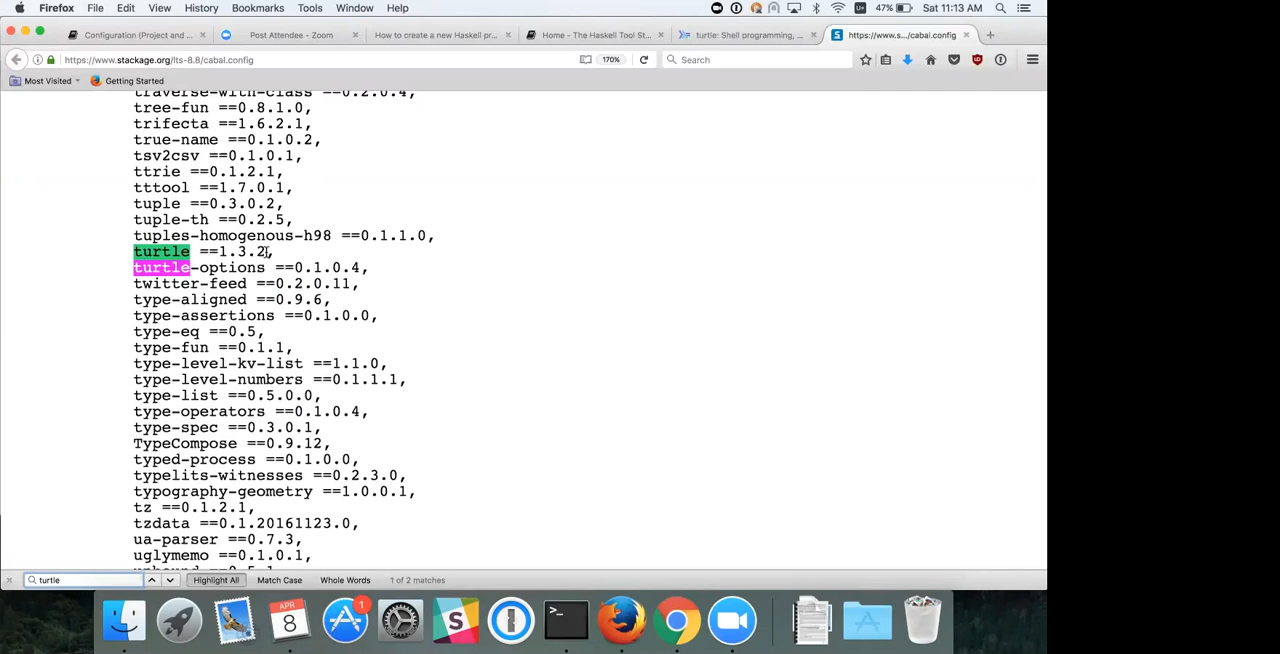 Firefox File Edit View History Bookmarks Tools Window Help 47% Sat 11:13 AM
Configuration (Project and ... Post Attendee - Zoom How to create a new Haskell pr... Home - The Haskell Tool St... turtle: Shell programming, ... https://www.s.../cabal.config
https://www.stackage.org/lts-8.8/cabal.config 170% Search
Most Visited Getting Started
traverse-with-class ==0.2.0.4,
tree-fun ==0.8.1.0,
trifecta ==1.6.2.1,
true-name ==0.1.0.2,
tsv2csv ==0.1.0.1,
ttrie ==0.1.2.1,
tttool ==1.7.0.1,
tuple ==0.3.0.2,
tuple-th ==0.2.5,
tuples-homogenous-h98 ==0.1.1.0,
turtle ==1.3.2,
turtle-options ==0.1.0.4,
twitter-feed ==0.2.0.11,
type-aligned ==0.9.6,
type-assertions ==0.1.0.0,
type-eq ==0.5,
type-fun ==0.1.1,
type-level-kv-list ==1.1.0,
type-level-numbers ==0.1.1.1,
type-list ==0.5.0.0,
type-operators ==0.1.0.4,
type-spec ==0.3.0.1,
TypeCompose ==0.9.12,
typed-process ==0.1.0.0,
typelits-witnesses ==0.2.3.0,
typography-geometry ==1.0.0.1,
tz ==0.1.2.1,
tzdata ==0.1.20161123.0,
ua-parser ==0.7.3,
uglymemo ==0.1.0.1,
turtle Highlight All Match Case Whole Words 1 of 2 matches
APR
8
1